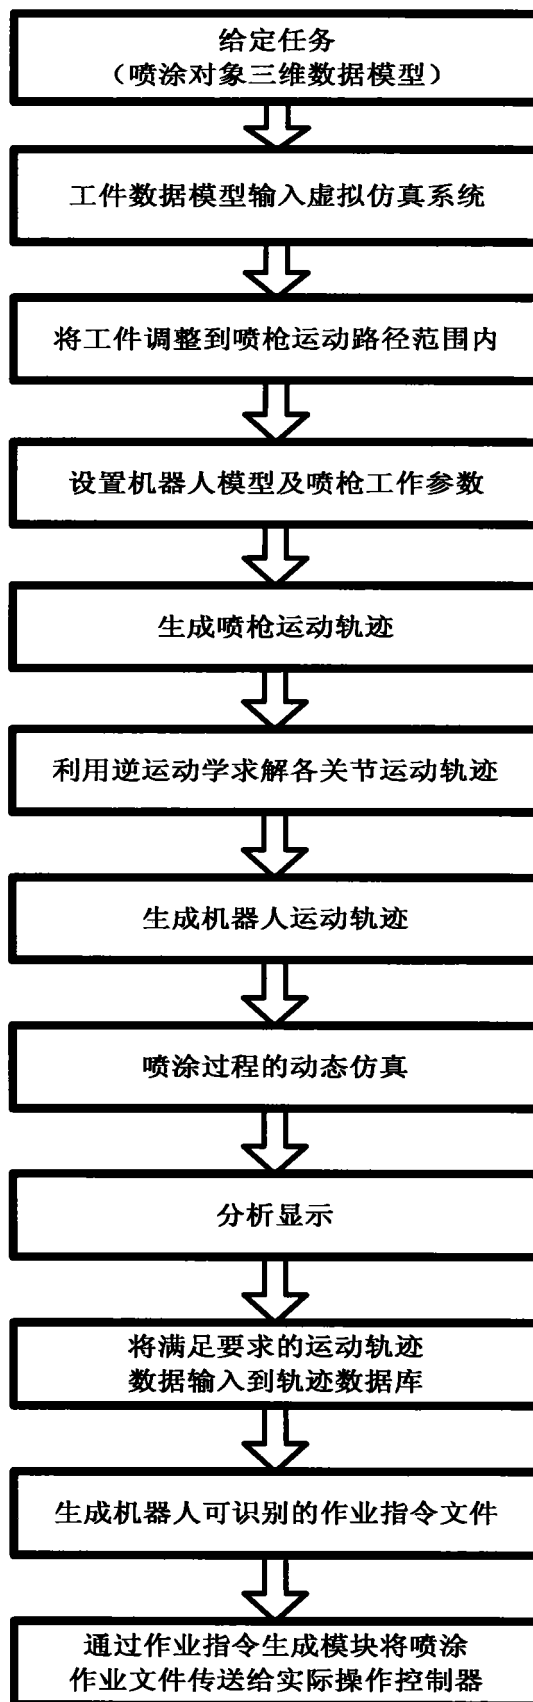 给定任务
（喷涂对象三维数据模型）
工件数据模型输入虚拟仿真系统
将工件调整到喷枪运动路径范围内
设置机器人模型及喷枪工作参数
生成喷枪运动轨迹
利用逆运动学求解各关节运动轨迹
生成机器人运动轨迹
喷涂过程的动态仿真
分析显示
将满足要求的运动轨迹
数据输入到轨迹数据库
生成机器人可识别的作业指令文件
通过作业指令生成模块将喷涂
作业文件传送给实际操作控制器